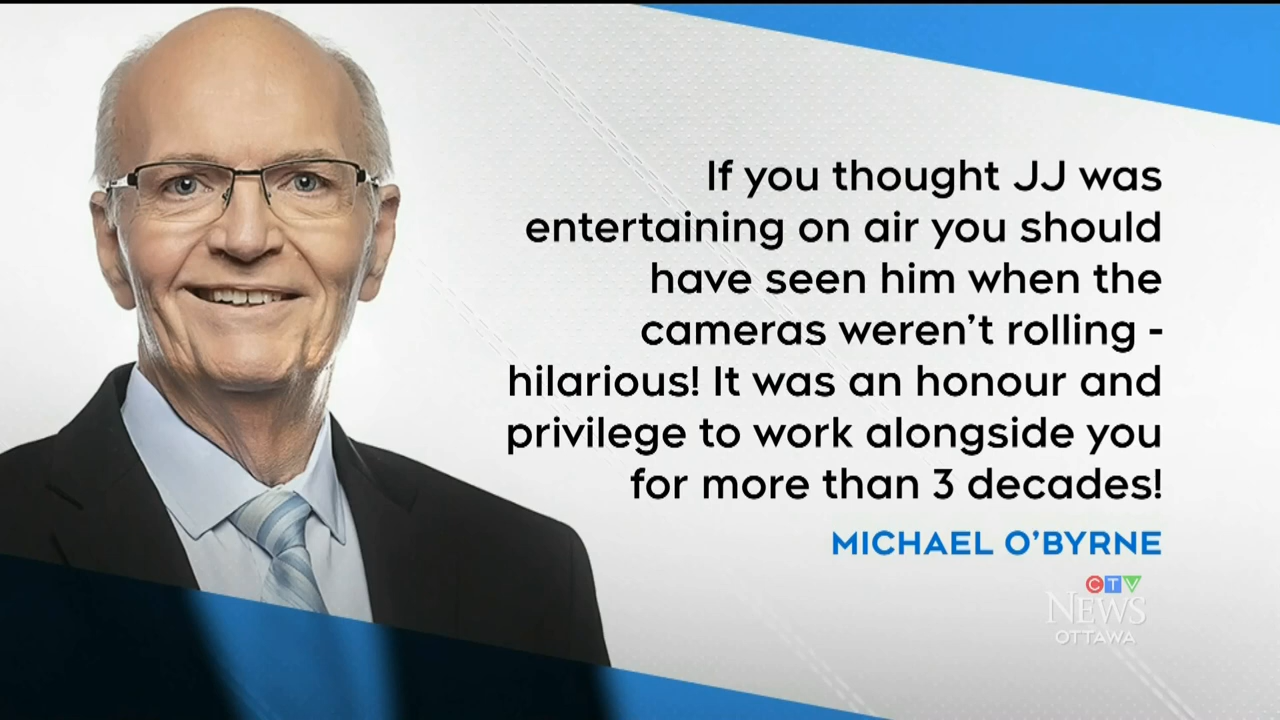 If you thought JJ was
entertaining on air you should
have seen him when the
cameras weren’t rolling -
hilarious! It was an honour and
privilege to work alongside you
for more than 3 decades!
MICHAEL O’BYRNE
CTV
NEWS
OTTAWA